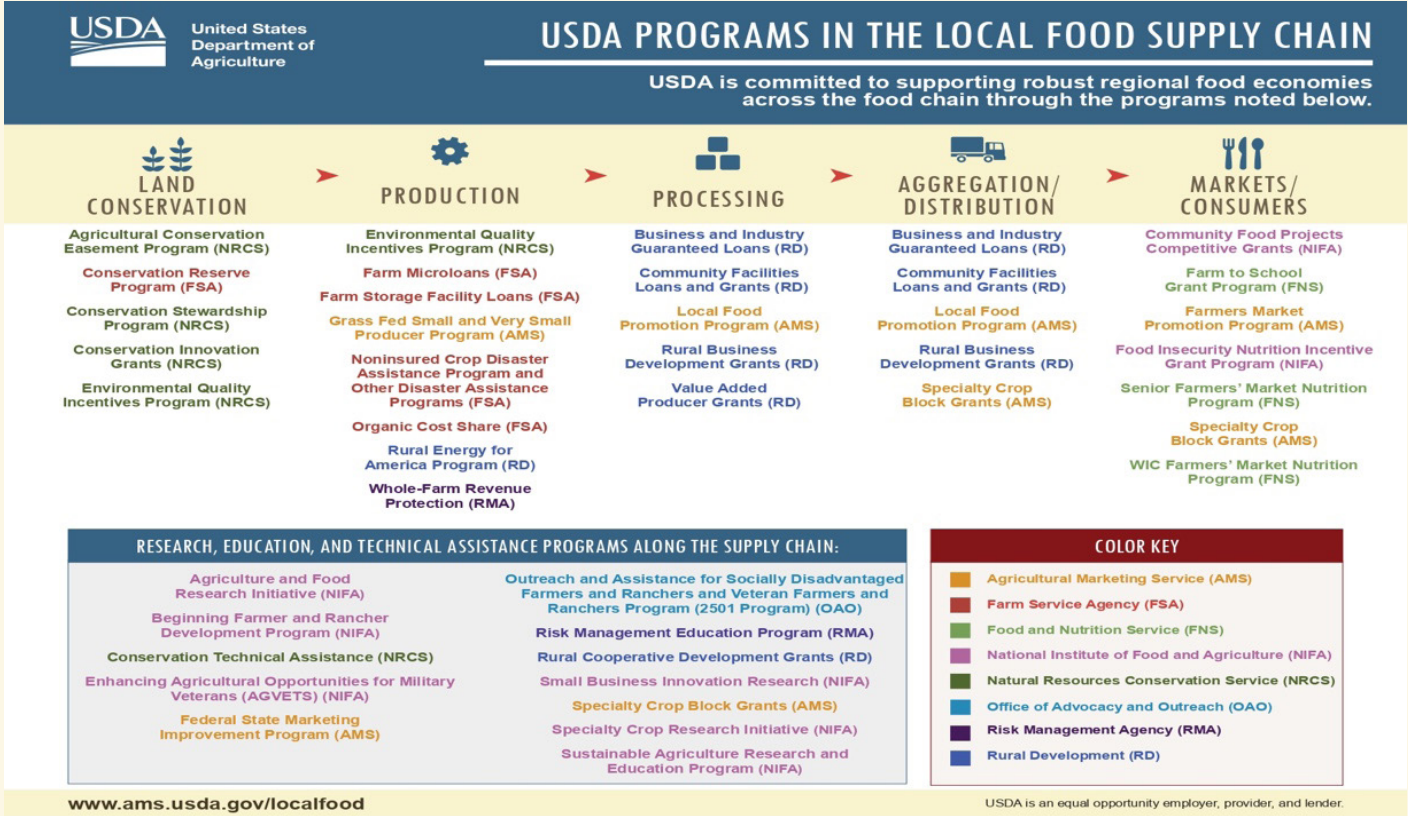 USDA
United States
Department of
Agriculture
USDA PROGRAMS IN THE LOCAL FOOD SUPPLY CHAIN
USDA is committed to supporting robust regional food economies
across the food chain through the programs noted below.
LAND
CONSERVATION
Agricultural Conservation
Easement Program (NRCS)
Conservation Reserve
Program (FSA)
Conservation Stewardship
Program (NRCS)
Conservation Innovation
Grants (NRCS)
Environmental Quality
Incentives Program (NRCS)
PRODUCTION
Environmental Quality
Incentives Program (NRCS)
Farm Microloans (FSA)
Farm Storage Facility Loans (FSA)
Grass Fed Small and Very Small
Producer Program (AMS)
Noninsured Crop Disaster
Assistance Program and
Other Disaster Assistance
Programs (FSA)
Organic Cost Share (FSA)
Rural Energy for
America Program (RD)
Whole-Farm Revenue
Protection (RMA)
PROCESSING
Business and Industry
Guaranteed Loans (RD)
Community Facilities
Loans and Grants (RD)
Local Food
Promotion Program (AMS)
Rural Business
Development Grants (RD)
Value Added
Producer Grants (RD)
AGGREGATION/
DISTRIBUTION
Business and Industry
Guaranteed Loans (RD)
Community Facilities
Loans and Grants (RD)
Local Food
Promotion Program (AMS)
Rural Business
Development Grants (RD)
Specialty Crop
Block Grants (AMS)
MARKETS/
CONSUMERS
Community Food Projects
Competitive Grants (NIFA)
Farm to School
Grant Program (FNS)
Farmers Market
Promotion Program (AMS)
Food Insecurity Nutrition Incentive
Grant Program (NIFA)
Senior Farmers' Market Nutrition
Program (FNS)
Specialty Crop
Block Grants (AMS)
WIC Farmers' Market Nutrition
Program (FNS)
RESEARCH, EDUCATION, AND TECHNICAL ASSISTANCE PROGRAMS ALONG THE SUPPLY CHAIN:
Agriculture and Food
Research Initiative (NIFA)
Beginning Farmer and Rancher
Development Program (NIFA)
Conservation Technical Assistance (NRCS)
Enhancing Agricultural Opportunities for Military
Veterans (AGVETS) (NIFA)
Federal State Marketing
Improvement Program (AMS)
Outreach and Assistance for Socially Disadvantaged
Farmers and Ranchers and Veteran Farmers and
Ranchers Program (2501 Program) (OAO)
Risk Management Education Program (RMA)
Rural Cooperative Development Grants (RD)
Small Business Innovation Research (NIFA)
Specialty Crop Block Grants (AMS)
Specialty Crop Research Initiative (NIFA)
Sustainable Agriculture Research and
Education Program (NIFA)
COLOR KEY
Agricultural Marketing Service (AMS)
Farm Service Agency (FSA)
Food and Nutrition Service (FNS)
National Institute of Food and Agriculture (NIFA)
Natural Resources Conservation Service (NRCS)
Office of Advocacy and Outreach (OAO)
Risk Management Agency (RMA)
Rural Development (RD)
www.ams.usda.gov/localfood
USDA is an equal opportunity employer, provider, and lender.